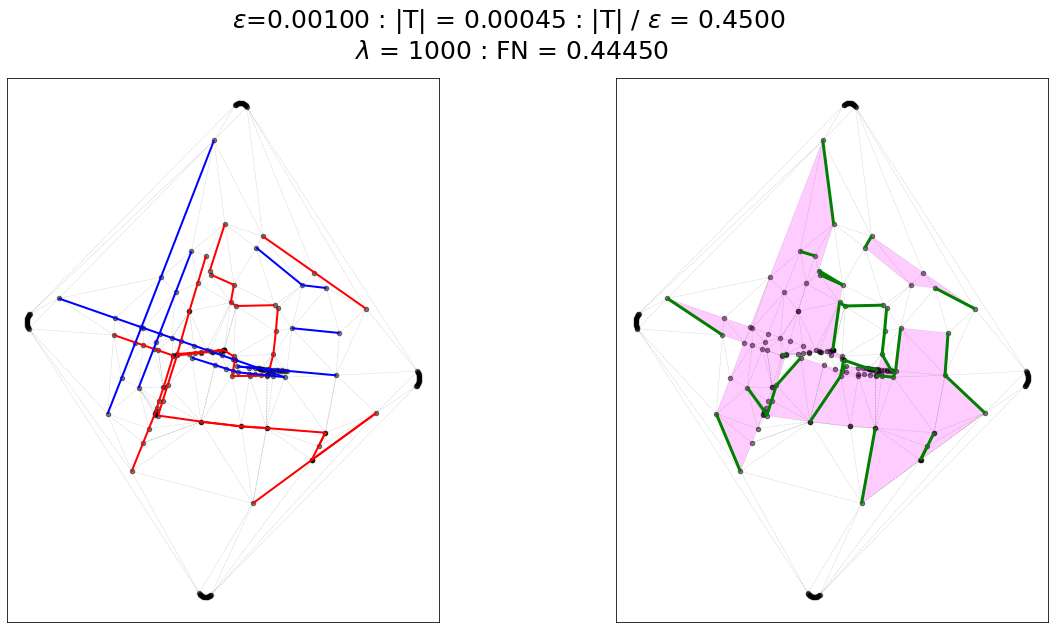 ε=0.00100 : |T| = 0.00045 : |T| / ε = 0.4500
λ = 1000 : FN = 0.44450